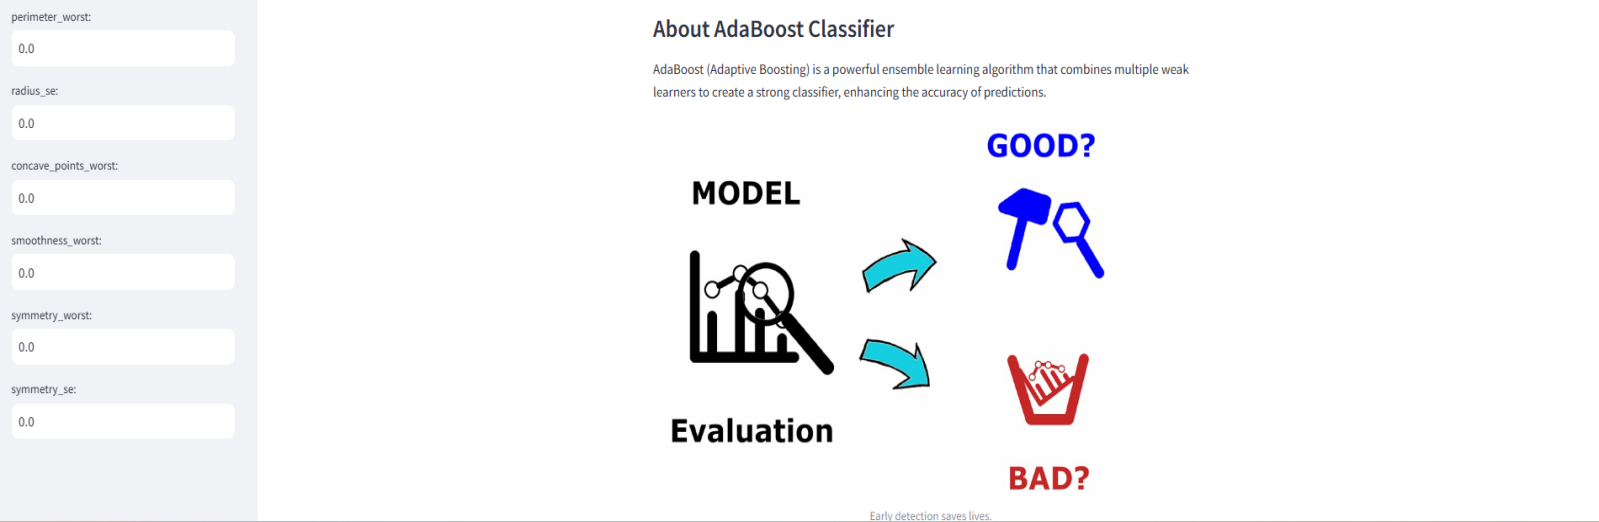 perimeter_worst:
0.0
radius_se:
0.0
concave_points_worst:
0.0
smoothness_worst:
0.0
symmetry_worst:
0.0
symmetry_se:
0.0
About AdaBoost Classifier
AdaBoost (Adaptive Boosting) is a powerful ensemble learning algorithm that combines multiple weak
learners to create a strong classifier, enhancing the accuracy of predictions.
GOOD?
MODEL
Evaluation
BAD?
Early detection saves lives.